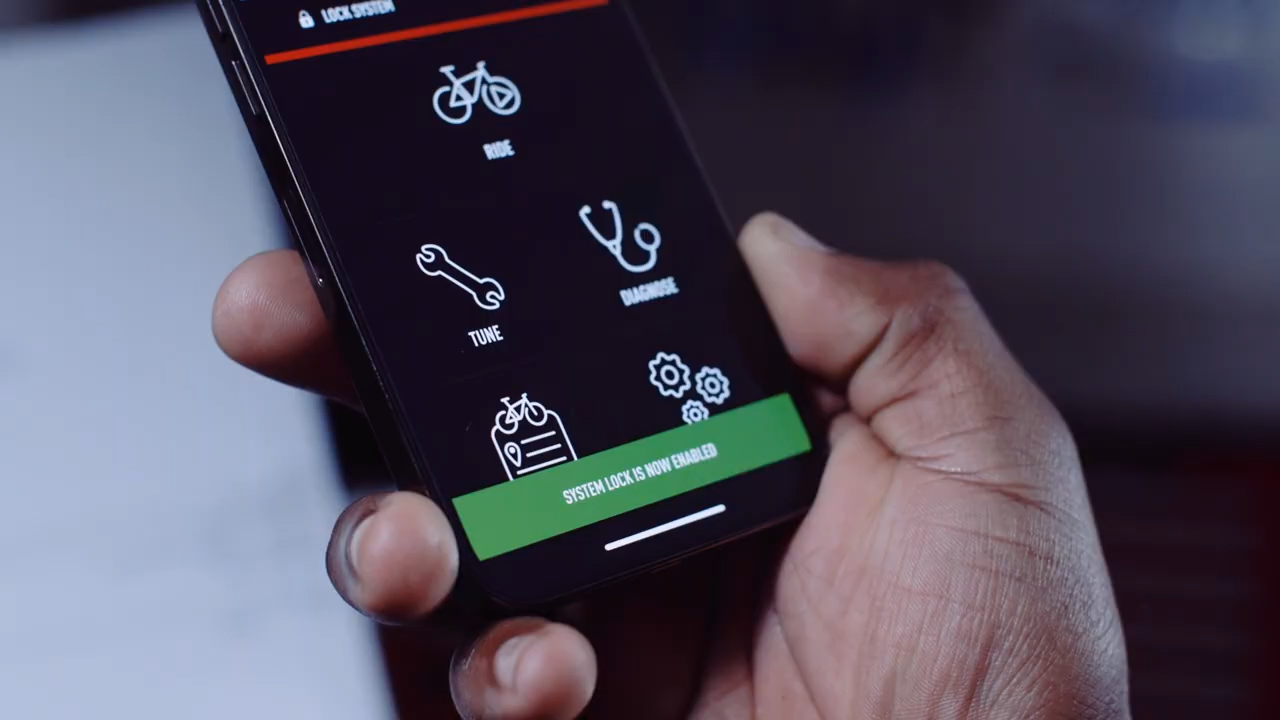 LOCK SYSTEM
RIDE
DIAGNOSE
TUNE
SYSTEM LOCK IS NOW ENABLED